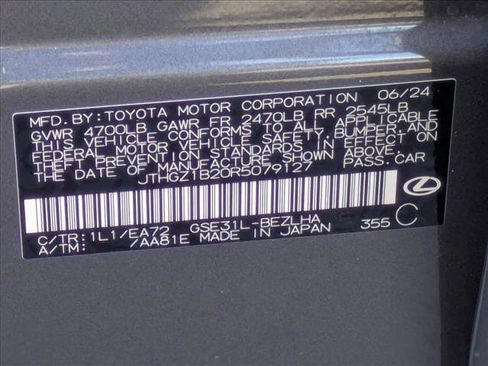 MFD.BY:TOYOTA MOTOR CORPORATION 06/24
GVWR 4700LB GAWR FR 2470LB RR 2545LB
THIS VEHICLE CONFORMS TO ALL APPLICABLE
FEDERAL MOTOR VEHICLE SAFETY, BUMPER, AND
THEFT PREVENTION STANDARDS IN EFFECT ON
THE DATE OF MANUFACTURE SHOWN ABOVE.
JTHGZ1B20R5079127 PASS.CAR
C/TR:1L1/EA72 GSE31L-BEZLHA 355 C
A/TM: /AA81E MADE IN JAPAN